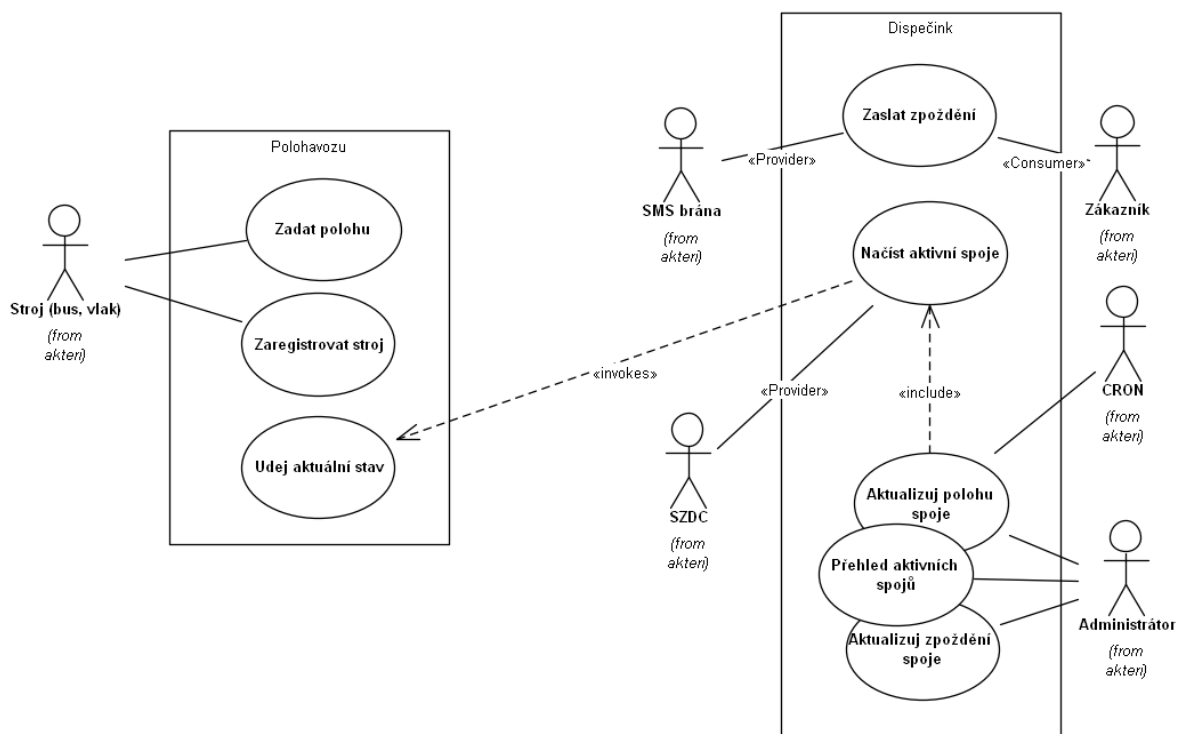 Dispečink
Zaslat zpoždění
«Provider»
«Consumer»
SMS brána
(from
akteri)
Zákazník
(from
akteri)
Polohavozu
Zadat polohu
Načíst aktivní spoje
Stroj (bus, vlak)
(from
akteri)
Zaregistrovat stroj
«invokes»
«Provider»
«include»
CRON
(from
akteri)
Udej aktuální stav
SZDC
(from
akteri)
Aktualizuj polohu
spoje
Přehled aktivních
spojů
Aktualizuj zpoždění
spoje
Administrátor
(from
akteri)